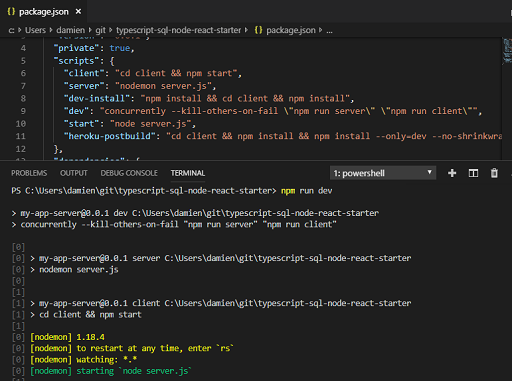 package.json ×
c: > Users > damien > git > typescript-sql-node-react-starter > package.json > ...
4 "private": true,
5 "scripts": {
6 "client": "cd client && npm start",
7 "server": "nodemon server.js",
8 "dev-install": "npm install && cd client && npm install",
9 "dev": "concurrently --kill-others-on-fail \"npm run server\" \"npm run client\"",
10 "start": "node server.js",
11 "heroku-postbuild": "cd client && npm install && npm install --only=dev --no-shrinkwra
12 },
PROBLEMS OUTPUT DEBUG CONSOLE TERMINAL 1: powershell
PS C:\Users\damien\git\typescript-sql-node-react-starter> npm run dev
> my-app-server@0.0.1 dev C:\Users\damien\git\typescript-sql-node-react-starter
> concurrently --kill-others-on-fail "npm run server" "npm run client"
[0]
[0] > my-app-server@0.0.1 server C:\Users\damien\git\typescript-sql-node-react-starter
[0] > nodemon server.js
[0]
[1]
[1] > my-app-server@0.0.1 client C:\Users\damien\git\typescript-sql-node-react-starter
[1] > cd client && npm start
[1]
[0] [nodemon] 1.18.4
[0] [nodemon] to restart at any time, enter `rs`
[0] [nodemon] watching: *.*
[0] [nodemon] starting `node server.js`